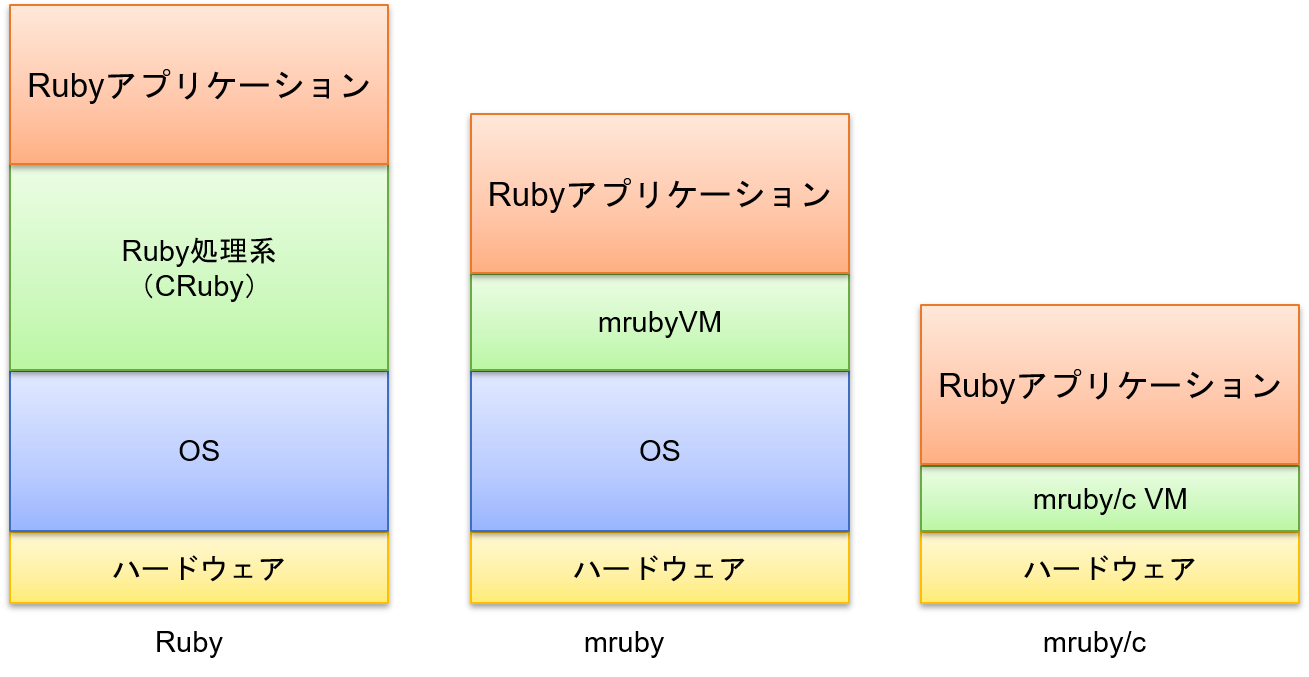 Rubyアプリケーション
Ruby処理系
（CRuby）
OS
ハードウェア
Ruby
Rubyアプリケーション
mrubyVM
OS
ハードウェア
mruby
Rubyアプリケーション
mruby/c VM
ハードウェア
mruby/c